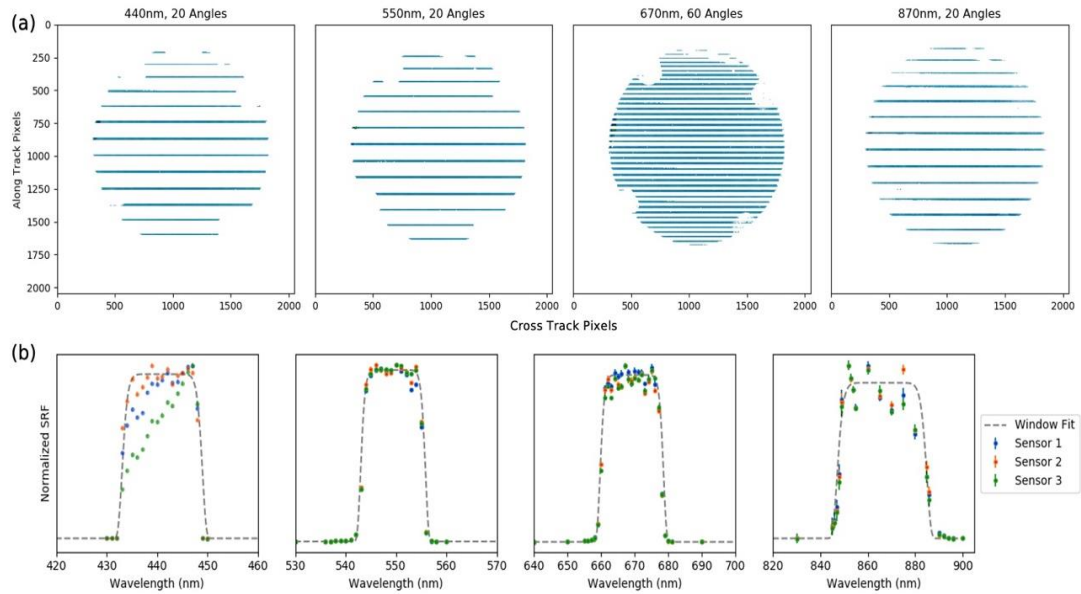 (a)
440nm, 20 Angles
550nm, 20 Angles
670nm, 60 Angles
870nm, 20 Angles
Along Track Pixels
0
250
500
750
1000
1250
1500
1750
2000
0 500 1000 1500 2000
0 500 1000 1500 2000
0 500 1000 1500 2000
0 500 1000 1500 2000
Cross Track Pixels
(b)
Normalized SRF
420 430 440 450 460
530 540 550 560 570
640 650 660 670 680 690 700
820 840 860 880 900
Wavelength (nm)
Wavelength (nm)
Wavelength (nm)
Wavelength (nm)
Window Fit
Sensor 1
Sensor 2
Sensor 3